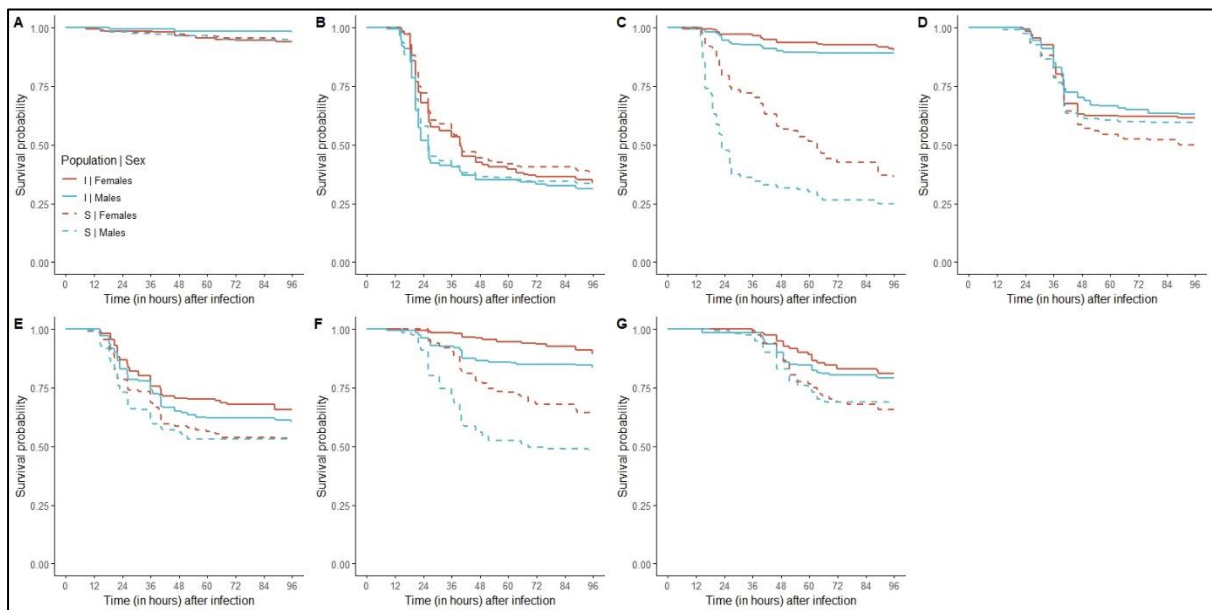 A
B
C
D
1.00
0.75
0.50
0.25
0.00
Survival probability
Population | Sex
I | Females
I | Males
S | Females
S | Males
0 12 24 36 48 60 72 84 96
Time (in hours) after infection
1.00
0.75
0.50
0.25
0.00
Survival probability
0 12 24 36 48 60 72 84 96
Time (in hours) after infection
1.00
0.75
0.50
0.25
0.00
Survival probability
0 12 24 36 48 60 72 84 96
Time (in hours) after infection
1.00
0.75
0.50
0.25
0.00
Survival probability
0 12 24 36 48 60 72 84 96
Time (in hours) after infection
E
F
G
1.00
0.75
0.50
0.25
0.00
Survival probability
0 12 24 36 48 60 72 84 96
Time (in hours) after infection
1.00
0.75
0.50
0.25
0.00
Survival probability
0 12 24 36 48 60 72 84 96
Time (in hours) after infection
1.00
0.75
0.50
0.25
0.00
Survival probability
0 12 24 36 48 60 72 84 96
Time (in hours) after infection